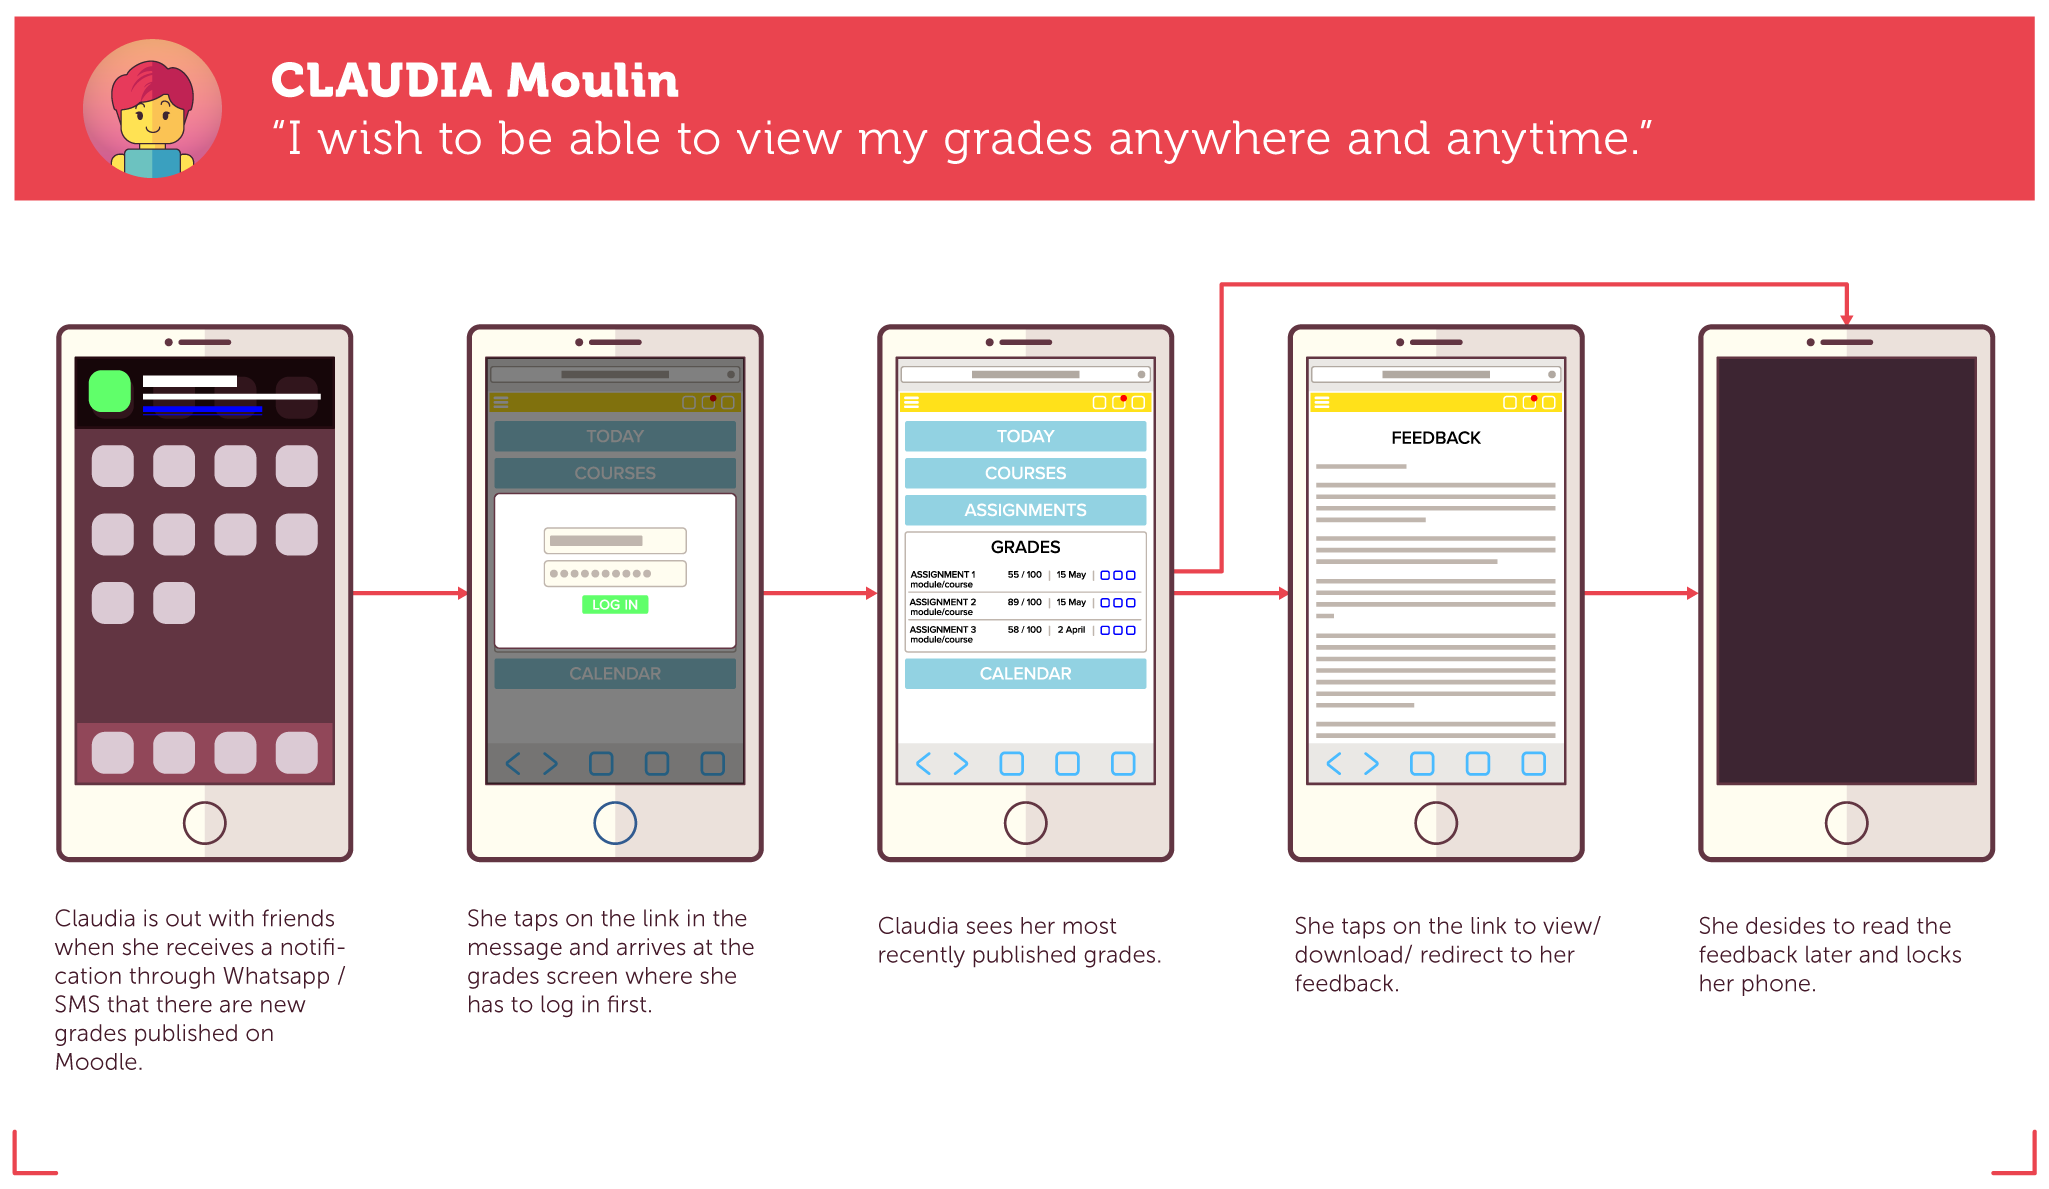 CLAUDIA Moulin
“I wish to be able to view my grades anywhere and anytime.”
TODAY
COURSES
LOG IN
CALENDAR
TODAY
COURSES
ASSIGNMENTS
GRADES
ASSIGNMENT 1 55 / 100 | 15 May |
module/course
ASSIGNMENT 2 89 / 100 | 15 May |
module/course
ASSIGNMENT 3 58 / 100 | 2 April |
module/course
CALENDAR
FEEDBACK
Claudia is out with friends
when she receives a notifi-
cation through Whatsapp /
SMS that there are new
grades published on
Moodle.
She taps on the link in the
message and arrives at the
grades screen where she
has to log in first.
Claudia sees her most
recently published grades.
She taps on the link to view/
download/ redirect to her
feedback.
She desides to read the
feedback later and locks
her phone.